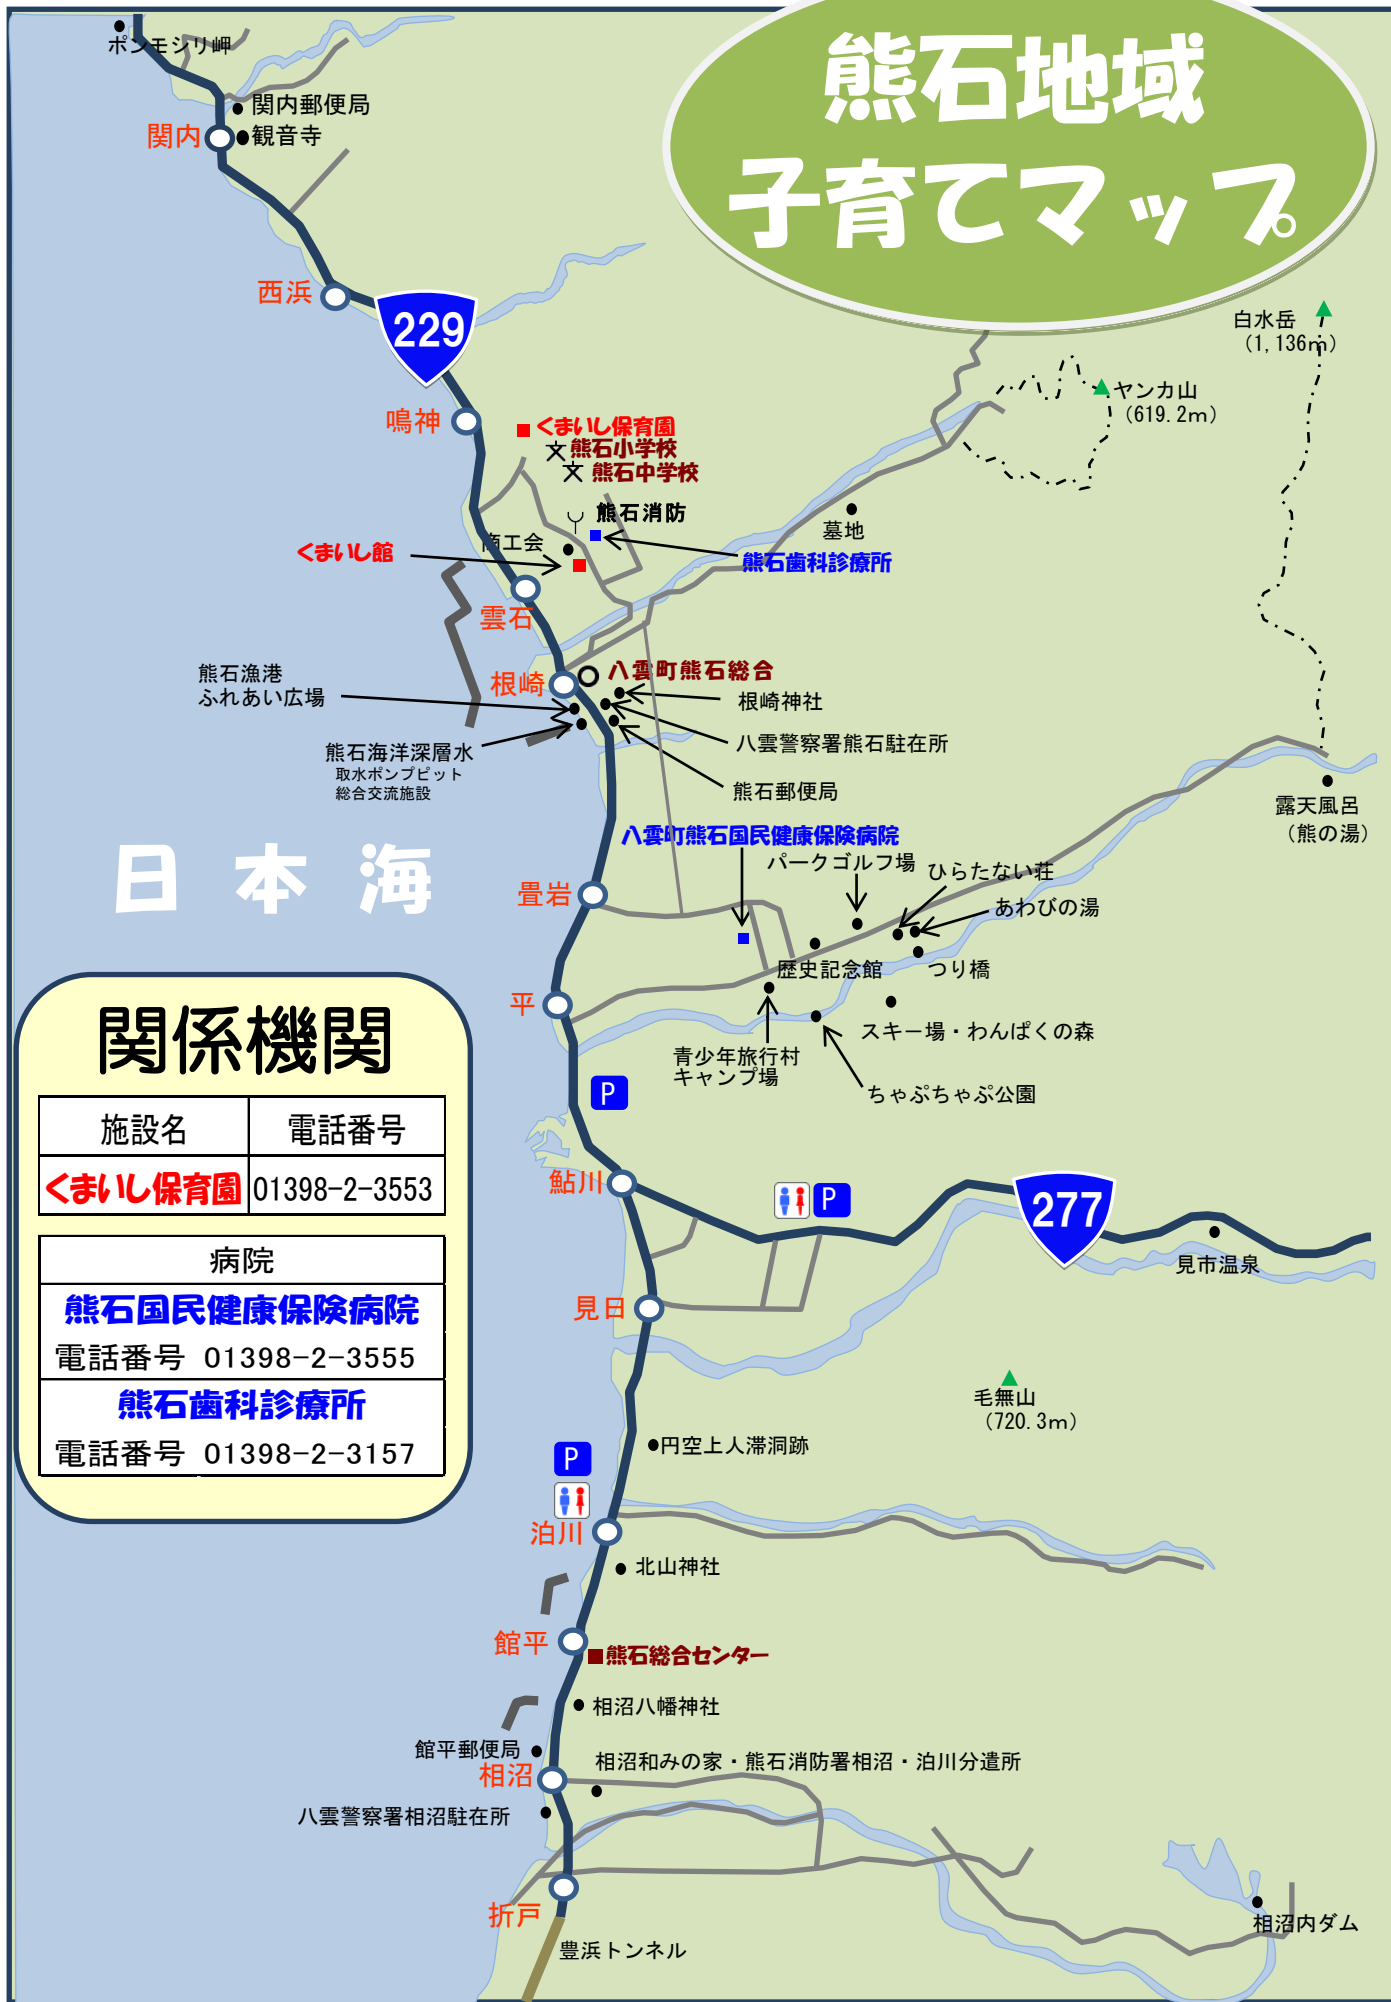 熊石地域
子育てマップ
ポンモシリ岬
関内郵便局
関内
観音寺
西浜
229
白水岳
（1,136m）
ヤンカ山
（619.2m）
鳴神
くまいし保育園
熊石小学校
熊石中学校
熊石消防
墓地
商工会
くまいし館
熊石歯科診療所
雲石
熊石漁港
ふれあい広場
根崎
八雲町熊石総合
根崎神社
八雲警察署熊石駐在所
熊石海洋深層水
取水ポンプピット
総合交流施設
熊石郵便局
露天風呂
（熊の湯）
八雲町熊石国民健康保険病院
パークゴルフ場
ひらたない荘
日本海
畳岩
あわびの湯
歴史記念館
つり橋
平
スキー場・わんぱくの森
青少年旅行村
キャンプ場
ちゃぷちゃぷ公園
P
関係機関
施設名
電話番号
くまいし保育園
01398-2-3553
病院
熊石国民健康保険病院
電話番号 01398-2-3555
熊石歯科診療所
電話番号 01398-2-3157
鮎川
P
277
見市温泉
見日
毛無山
（720.3m）
円空上人滞洞跡
P
泊川
北山神社
館平
熊石総合センター
相沼八幡神社
館平郵便局
相沼和みの家・熊石消防署相沼・泊川分遣所
相沼
八雲警察署相沼駐在所
折戸
相沼内ダム
豊浜トンネル